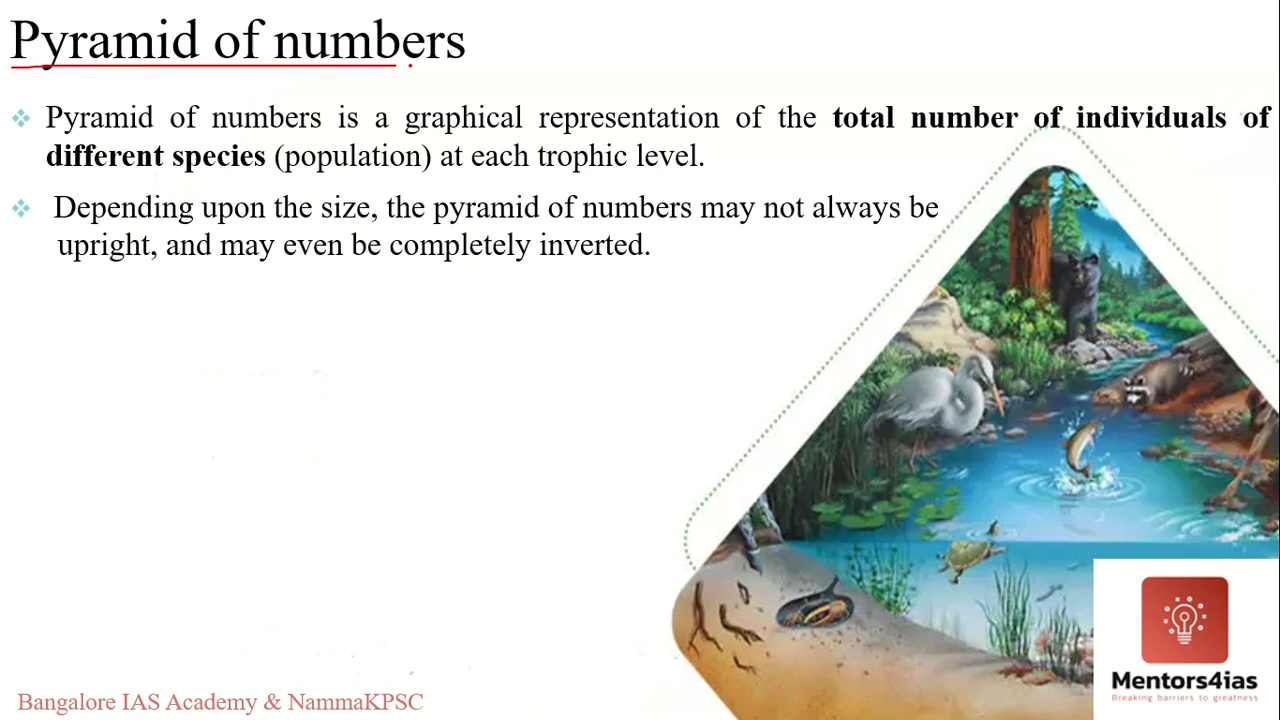 Pyramid of numbers
Pyramid of numbers is a graphical representation of the total number of individuals of
different species (population) at each trophic level.
Depending upon the size, the pyramid of numbers may not always be
upright, and may even be completely inverted.
Mentors4ias
Breaking barriers to greatness
Bangalore IAS Academy & NammaKPSC